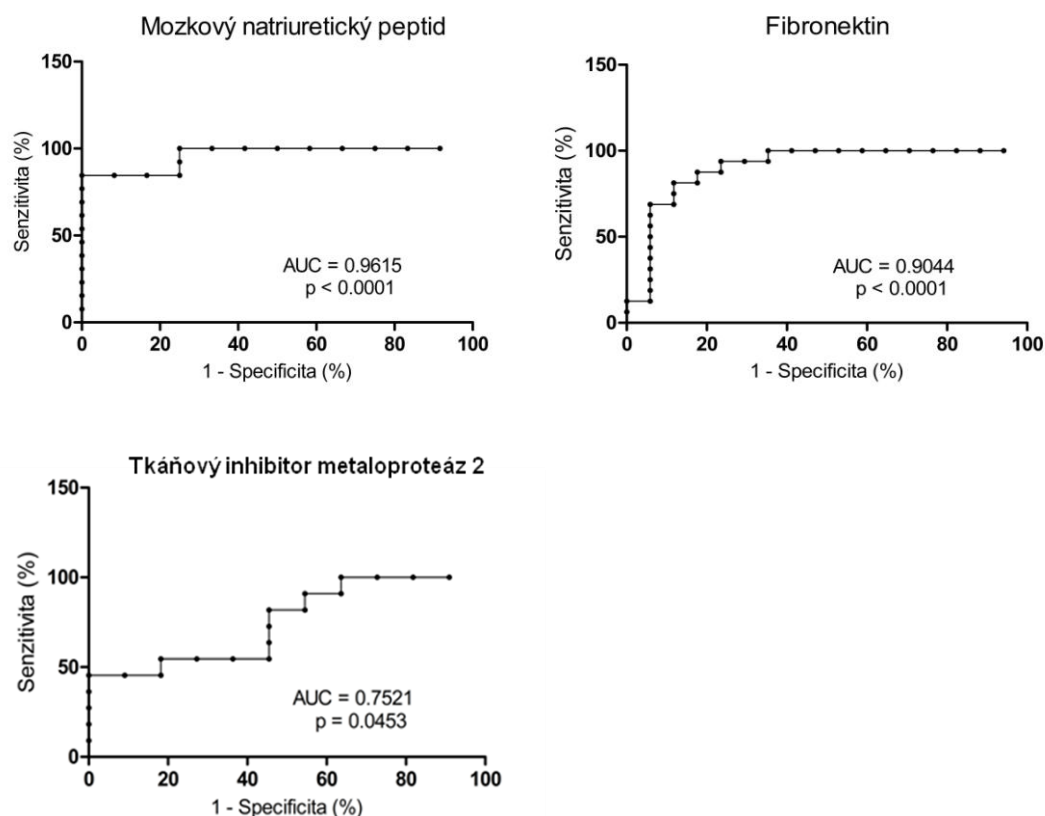 Mozkový natriuretický peptid
150
100
50
0
Senzitivita (%)
AUC = 0.9615
p < 0.0001
0 20 40 60 80 100
1 - Specificita (%)
Fibronektin
150
100
50
0
Senzitivita (%)
AUC = 0.9044
p < 0.0001
0 20 40 60 80 100
1 - Specificita (%)
Tkáňový inhibitor metaloproteáz 2
150
100
50
0
Senzitivita (%)
AUC = 0.7521
p = 0.0453
0 20 40 60 80 100
1 - Specificita (%)